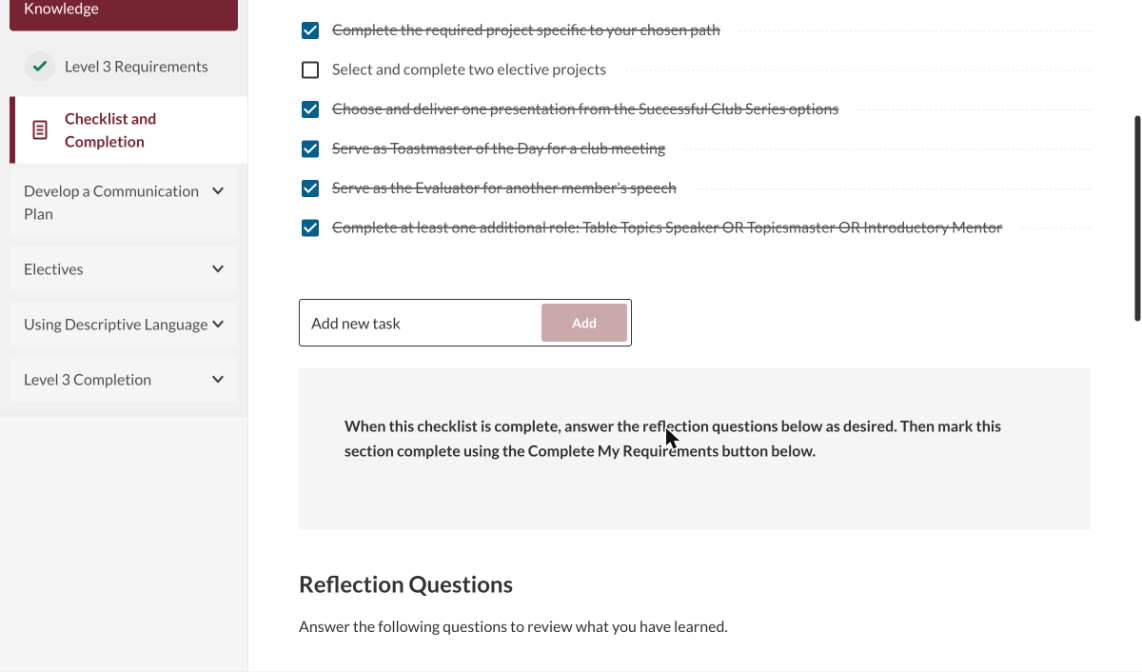 Knowledge
Level 3 Requirements
Checklist and
Completion
Develop a Communication
Plan
Electives
Using Descriptive Language
Level 3 Completion
Complete the required project specific to your chosen path
Select and complete two elective projects
Choose and deliver one presentation from the Successful Club Series options
Serve as Toastmaster of the Day for a club meeting
Serve as the Evaluator for another member's speech
Complete at least one additional role: Table Topics Speaker OR Topicsmaster OR Introductory Mentor
Add new task
Add
When this checklist is complete, answer the reflection questions below as desired. Then mark this
section complete using the Complete My Requirements button below.
Reflection Questions
Answer the following questions to review what you have learned.